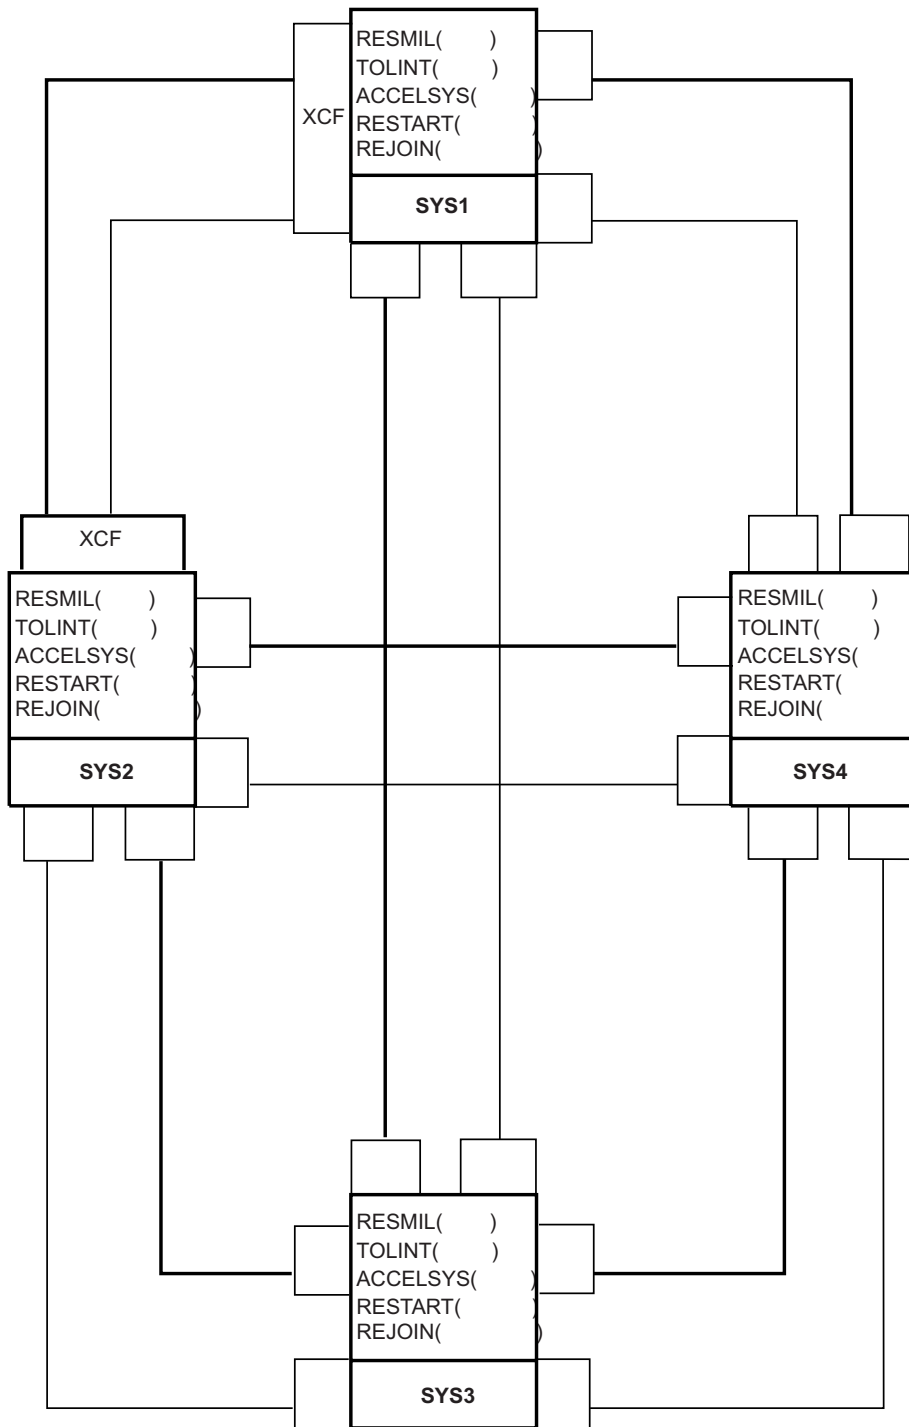 RESMIL( )
TOLINT( )
ACCELSYS( )
XCF
RESTART( )
REJOIN( )
SYS1
XCF
RESMIL( )
TOLINT( )
ACCELSYS( )
RESTART( )
REJOIN( )
SYS2
RESMIL( )
TOLINT( )
ACCELSYS(
RESTART(
REJOIN(
SYS4
RESMIL( )
TOLINT( )
ACCELSYS( )
RESTART( )
REJOIN( )
SYS3